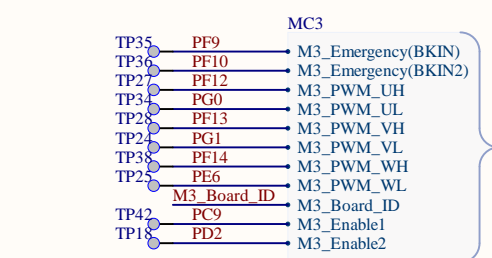 MC3
TP35 PF9 M3_Emergency(BKIN)
TP36 PF10 M3_Emergency(BKIN2)
TP27 PF12 M3_PWM_UH
TP34 PG0 M3_PWM_UL
TP28 PF13 M3_PWM_VH
TP24 PG1 M3_PWM_VL
TP38 PF14 M3_PWM_WH
TP25 PE6 M3_PWM_WL
M3_Board_ID M3_Board_ID
TP42 PC9 M3_Enable1
TP18 PD2 M3_Enable2